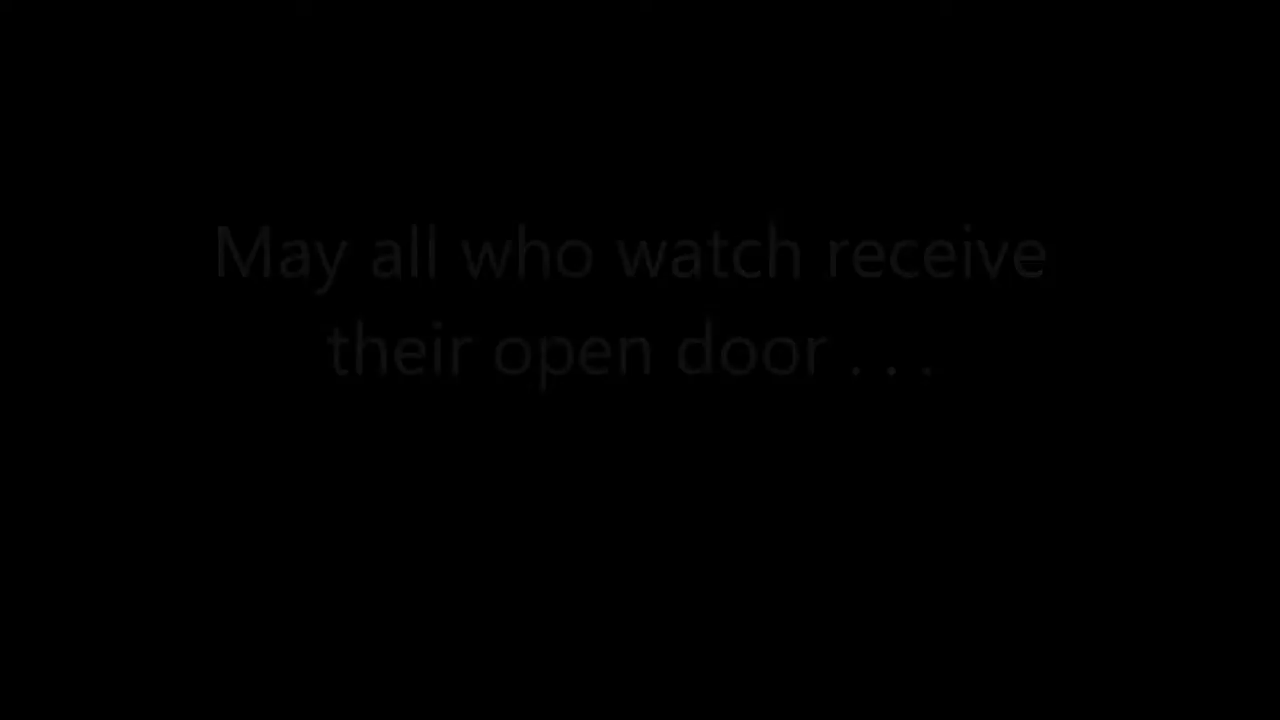 May all who watch receive
their open door . . .